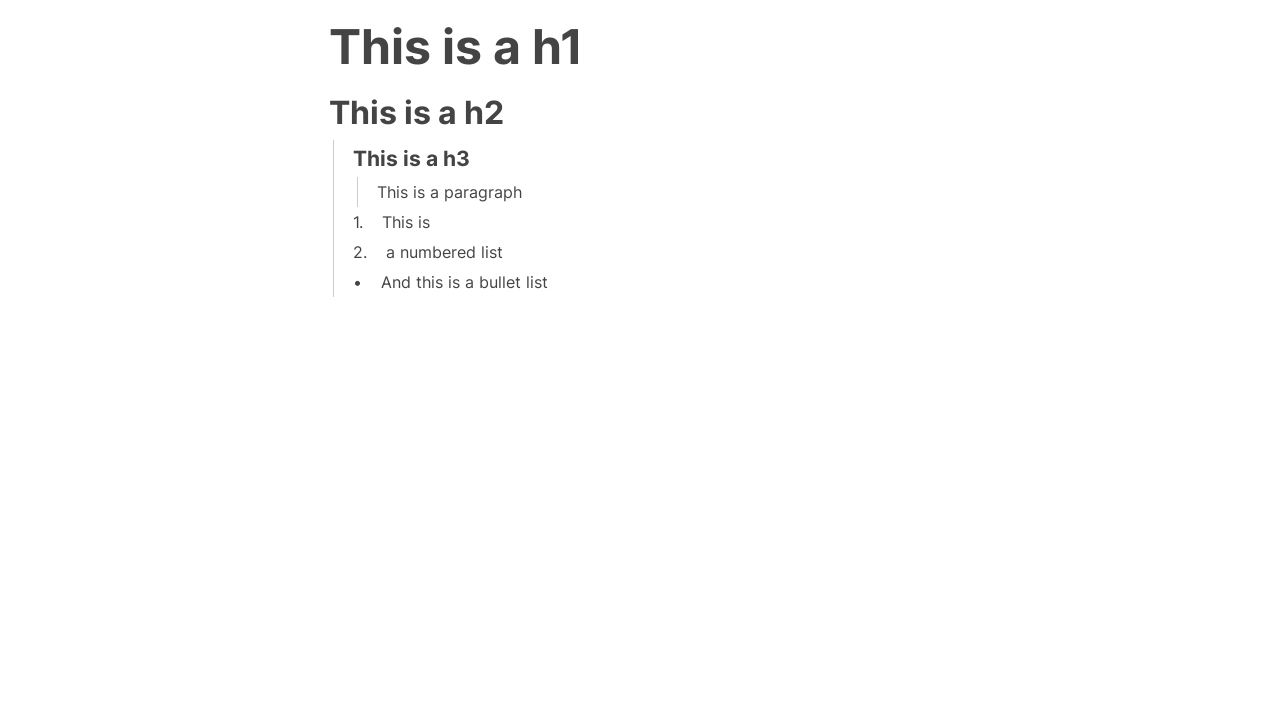 This is a h1
This is a h2
This is a h3
This is a paragraph
1. This is
2. a numbered list
• And this is a bullet list